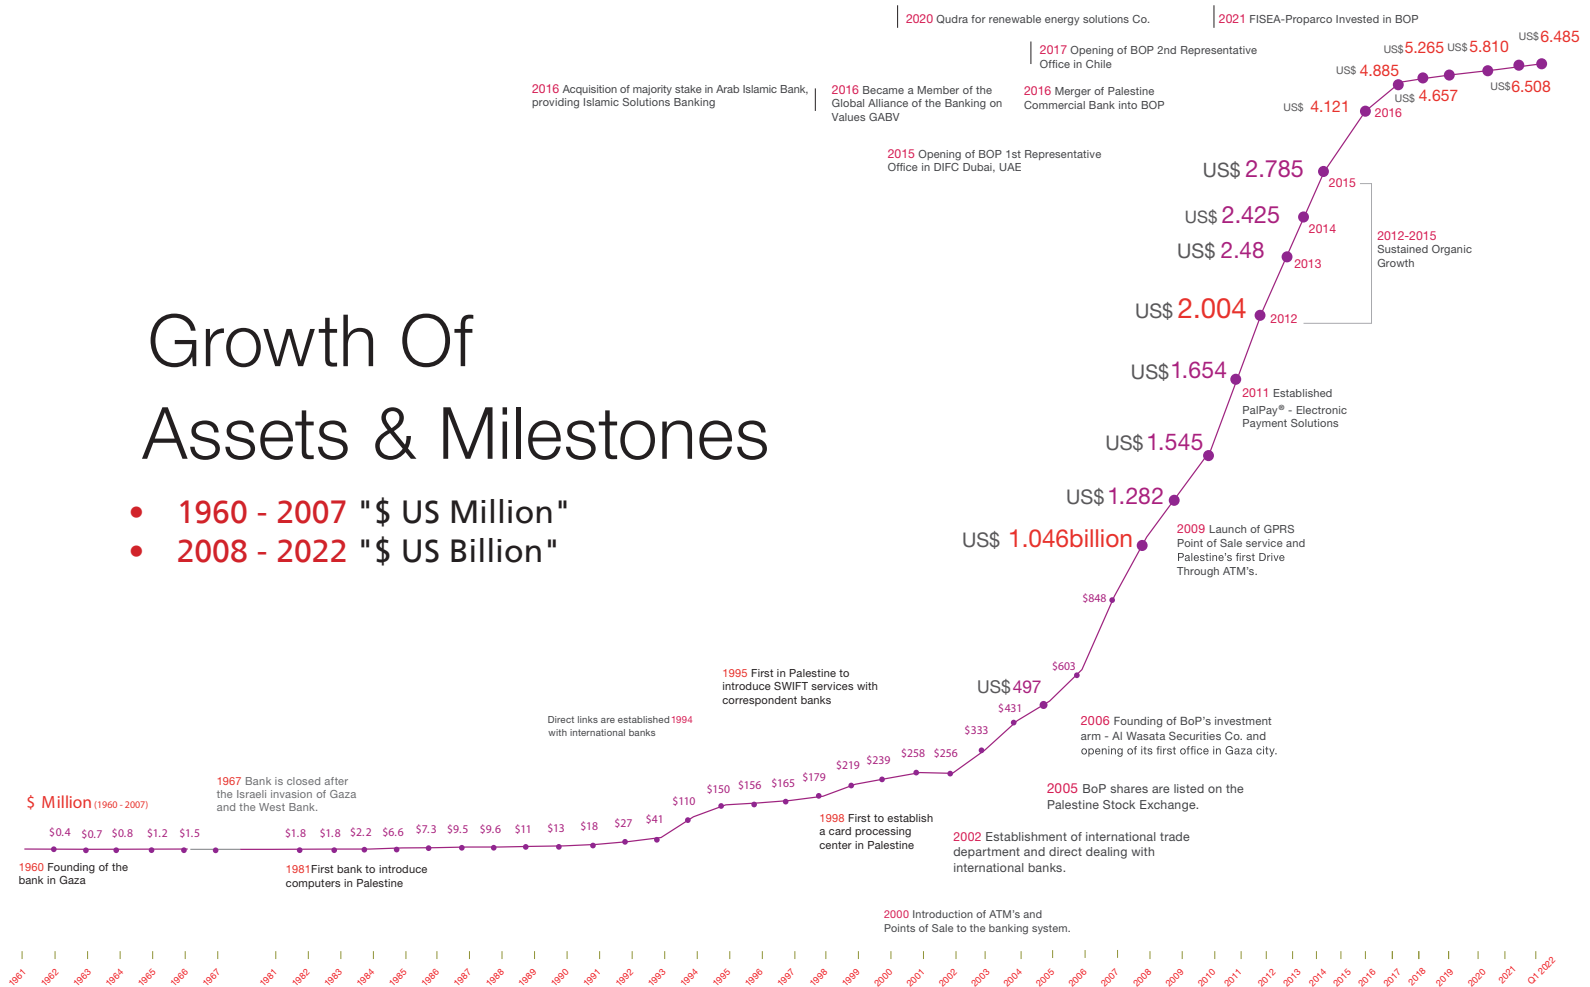 2020 Qudra for renewable energy solutions Co.
2021 FISEA-Proparco Invested in BOP
2017 Opening of BOP 2nd Representative
Office in Chile
2016 Acquisition of majority stake in Arab Islamic Bank,
providing Islamic Solutions Banking
2016 Became a Member of the
Global Alliance of the Banking on
Values GABV
2016 Merger of Palestine
Commercial Bank into BOP
2015 Opening of BOP 1st Representative
Office in DIFC Dubai, UAE
US$ 6.485
US$ 5.810
US$ 5.265
US$ 4.885
US$ 6.508
US$ 4.657
US$ 4.121
2016
US$ 2.785
2015
US$ 2.425
2014
US$ 2.48
2013
2012-2015
Sustained Organic
Growth
US$ 2.004
2012
US$ 1.654
2011 Established
PalPay® - Electronic
Payment Solutions
US$ 1.545
US$ 1.282
US$ 1.046billion
2009 Launch of GPRS
Point of Sale service and
Palestine's first Drive
Through ATM's.
Growth Of
Assets & Milestones
• 1960 - 2007 "$ US Million"
• 2008 - 2022 "$ US Billion"
$848
$603
US$ 497
$431
$333
$256
$258
$239
$219
$179
$165
$156
$150
$110
$41
$27
$18
$13
$11
$9.6
$9.5
$7.3
$6.6
$2.2
$1.8
$1.8
$1.5
$1.2
$0.8
$0.7
$0.4
1995 First in Palestine to
introduce SWIFT services with
correspondent banks
Direct links are established 1994
with international banks
2006 Founding of BoP's investment
arm - Al Wasata Securities Co. and
opening of its first office in Gaza city.
2005 BoP shares are listed on the
Palestine Stock Exchange.
1967 Bank is closed after
the Israeli invasion of Gaza
and the West Bank.
$ Million (1960 - 2007)
1998 First to establish
a card processing
center in Palestine
2002 Establishment of international trade
department and direct dealing with
international banks.
1960 Founding of the
bank in Gaza
1981First bank to introduce
computers in Palestine
2000 Introduction of ATM's and
Points of Sale to the banking system.
1961 1962 1963 1964 1965 1966 1967 1981 1982 1983 1984 1985 1986 1987 1988 1989 1990 1991 1992 1993 1994 1995 1996 1997 1998 1999 2000 2001 2002 2003 2004 2005 2006 2007 2008 2009 2010 2011 2012 2013 2014 2015 2016 2017 2018 2019 2020 2021 Q1 2022